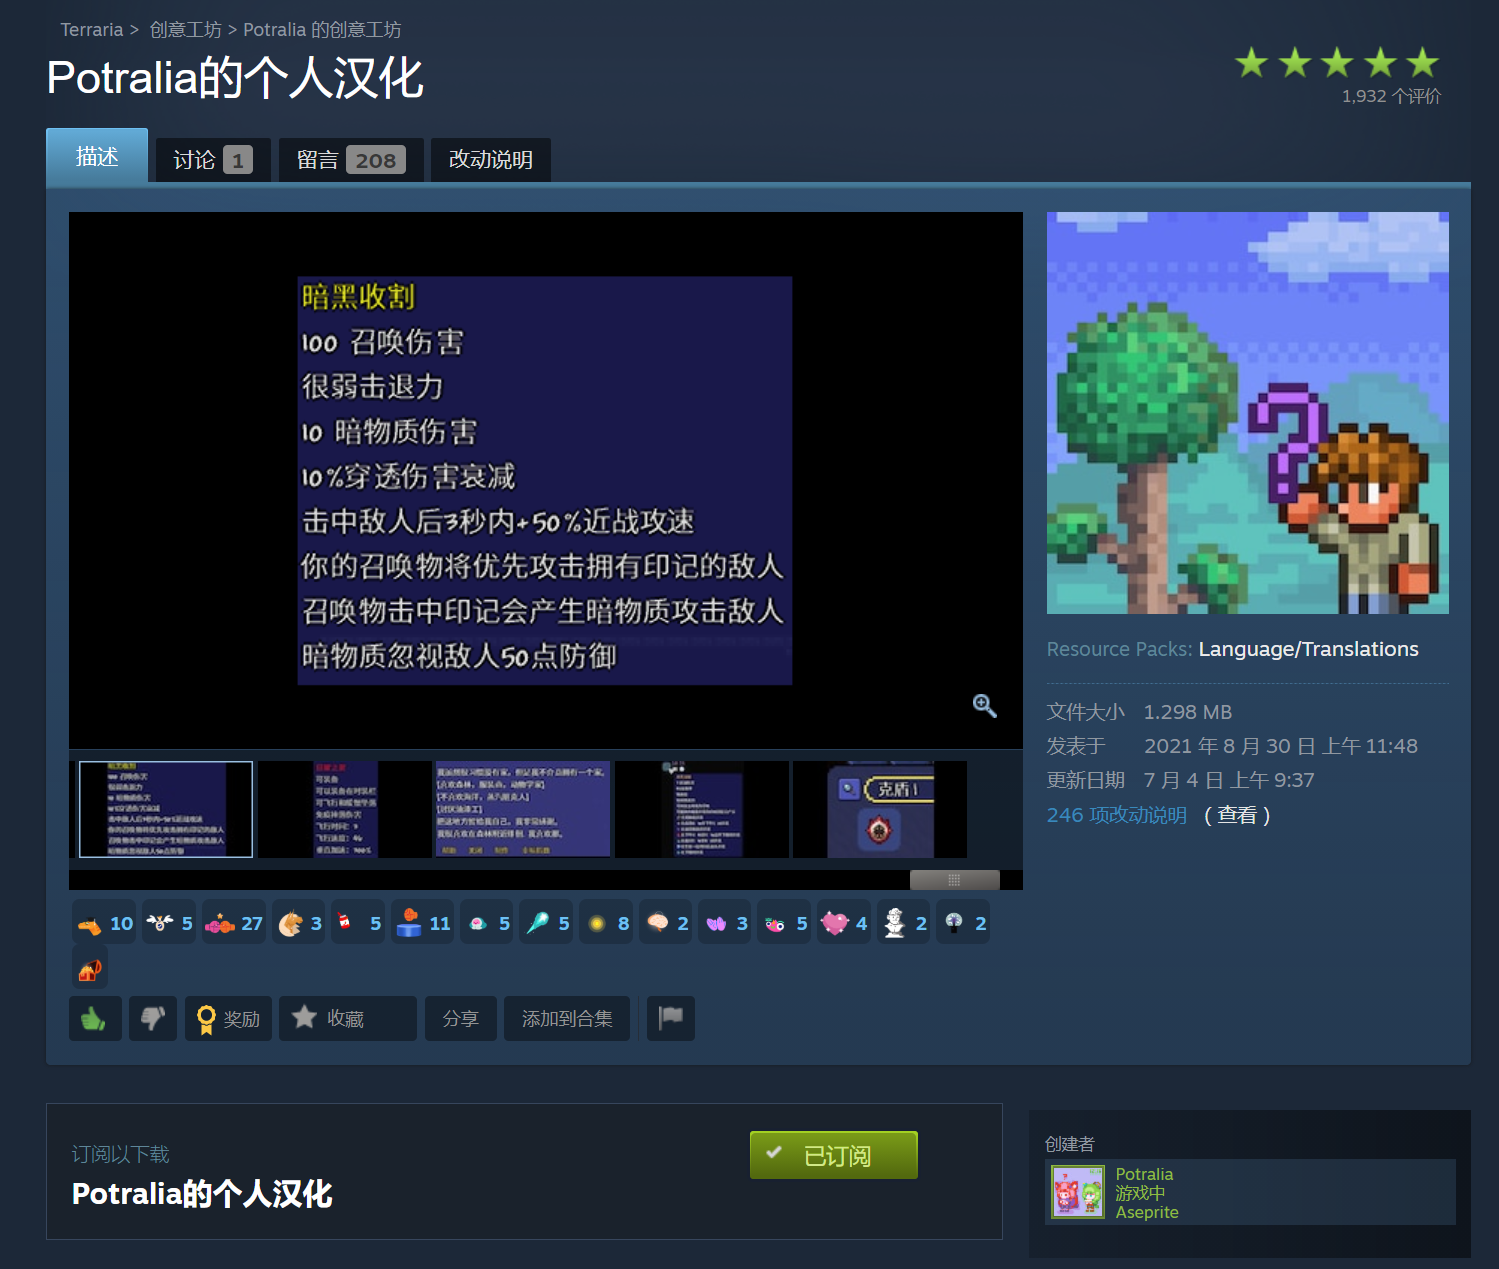 Terraria > 创意工坊 > Potralia 的创意工坊
Potralia的个人汉化
1,932 个评价
描述
讨论 1
留言 208
改动说明
暗黑收割
100 召唤伤害
很弱击退力
10 暗物质伤害
10%穿透伤害衰减
击中敌人后3秒内+50%近战攻速
你的召唤物将优先攻击拥有印记的敌人
召唤物击中印记会产生暗物质攻击敌人
暗物质忽视敌人50点防御
Resource Packs: Language/Translations
文件大小 1.298 MB
发表于 2021 年 8 月 30 日 上午 11:48
更新日期 7 月 4 日 上午 9:37
246 项改动说明 ( 查看 )
克盾!
10 5 27 3 5 11 5 5 8 2 3 5 4 2 2
奖励
收藏
分享
添加到合集
订阅以下载
Potralia的个人汉化
已订阅
创建者
Potralia
游戏中
Aseprite